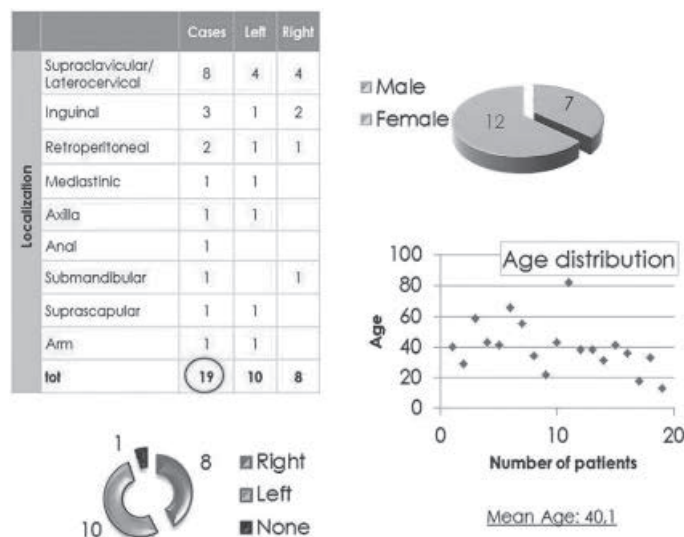 Cases Left Right
Localization
Supraclavicular/
Laterocervical 8 4 4
Inguinal 3 1 2
Retroperitoneal 2 1 1
Mediastinic 1 1
Axilla 1 1
Anal 1
Submandibular 1 1
Suprascapular 1 1
Arm 1 1
tot 19 10 8
Male
Female
7
12
Age distribution
100
80
60
40
20
0
Age
0 10 20
Number of patients
Mean Age: 40,1
1
8
10
Right
Left
None